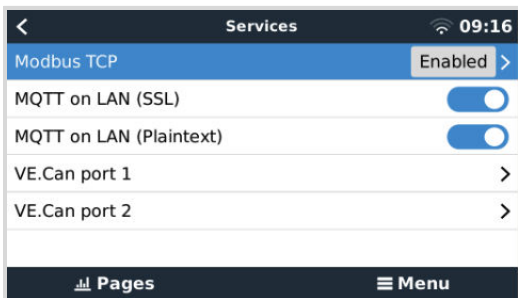 Services 09:16
Modbus TCP Enabled
MQTT on LAN (SSL)
MQTT on LAN (Plaintext)
VE.Can port 1
VE.Can port 2
Pages Menu